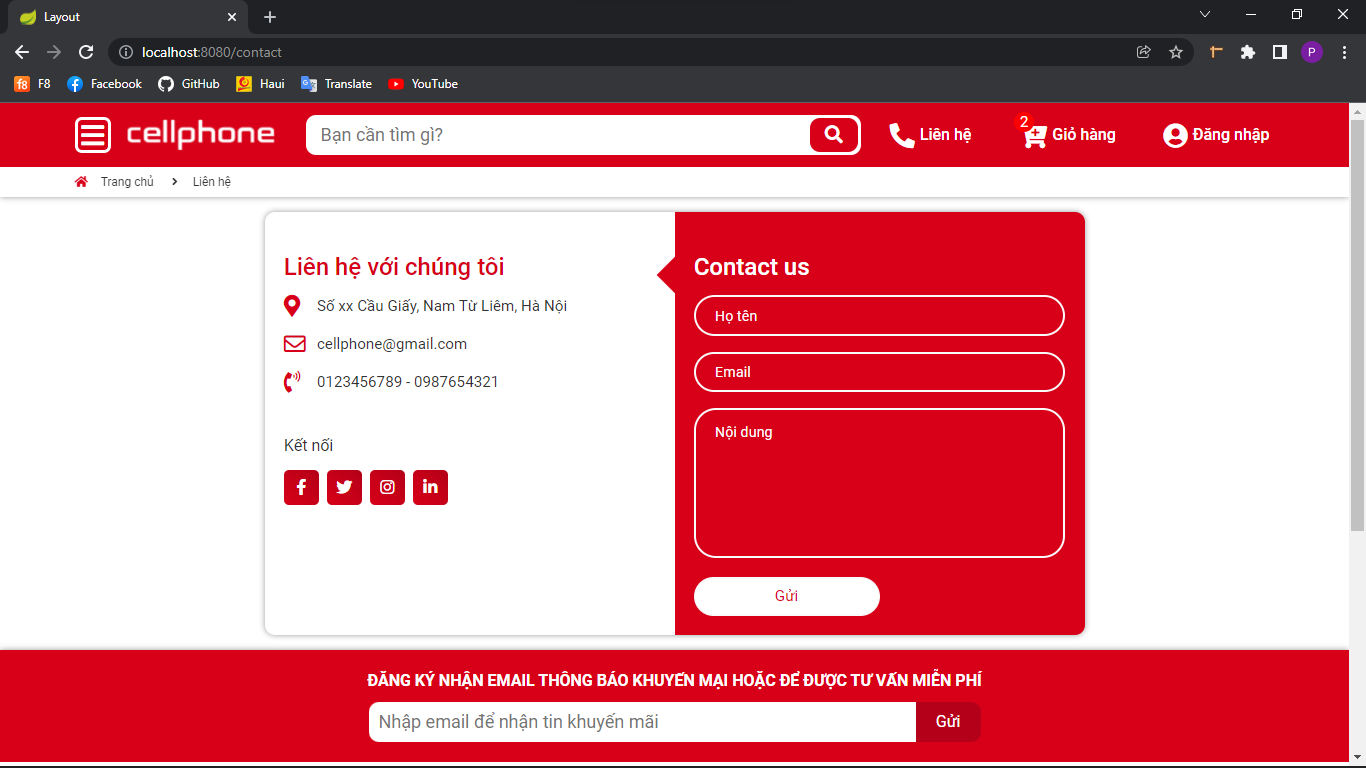 Layout
localhost:8080/contact
P
F8 Facebook GitHub Haui Translate YouTube
cellphone Bạn cần tìm gì? Liên hệ 2 Giỏ hàng Đăng nhập
Trang chủ Liên hệ
Liên hệ với chúng tôi
Số xx Cầu Giấy, Nam Từ Liêm, Hà Nội
cellphone@gmail.com
0123456789 - 0987654321
Kết nối
Contact us
Họ tên
Email
Nội dung
Gửi
ĐĂNG KÝ NHẬN EMAIL THÔNG BÁO KHUYẾN MẠI HOẶC ĐỂ ĐƯỢC TƯ VẤN MIỄN PHÍ
Nhập email để nhận tin khuyến mãi Gửi